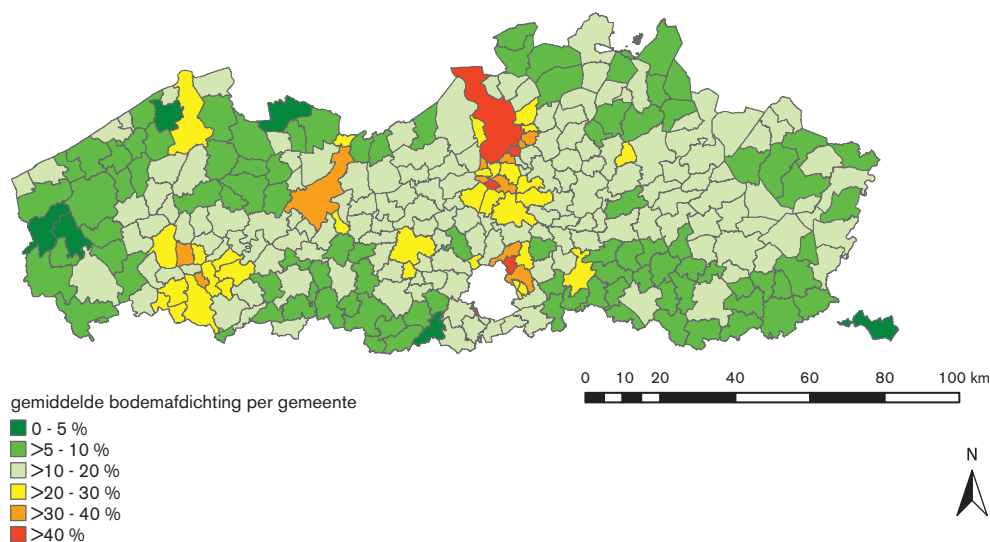 0 10 20 40 60 80 100 km
gemiddelde bodemafdichting per gemeente
0 - 5 %
>5 - 10 %
>10 - 20 %
>20 - 30 %
>30 - 40 %
>40 %
N